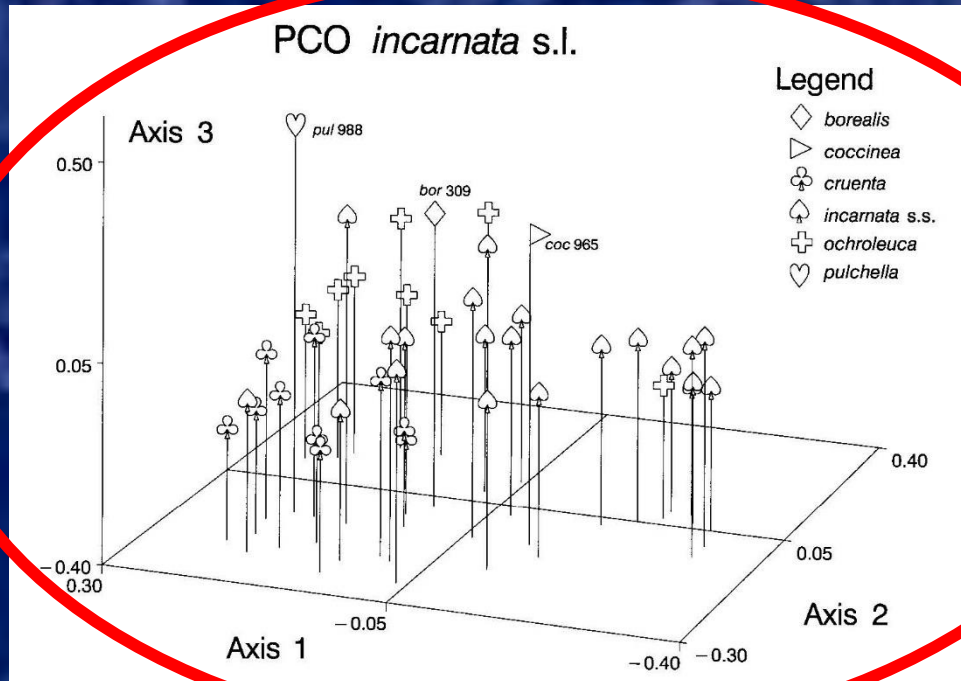 PCO incarnata s.l.
Legend
borealis
coccinea
cruenta
incarnata s.s.
ochroleuca
pulchella
Axis 3
pul 988
0.50
bor 309
coc 965
0.05
0.40
0.05
−0.40
0.30
−0.05
Axis 2
Axis 1
−0.40
−0.30